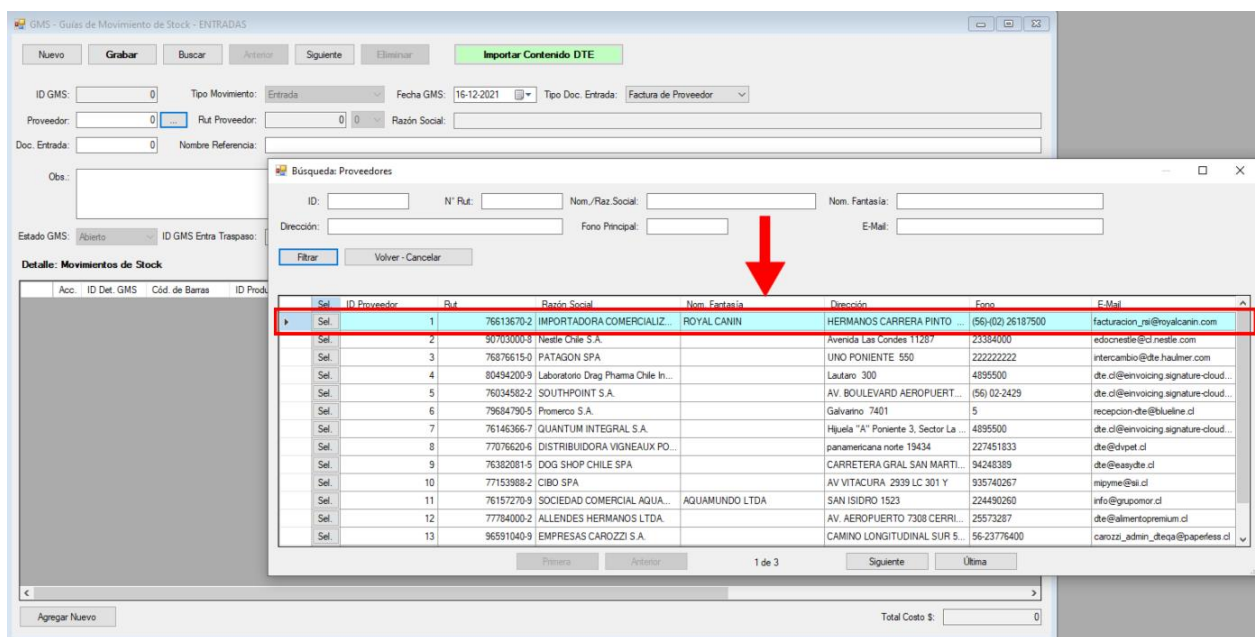 GMS - Guías de Movimiento de Stock - ENTRADAS
Nuevo Grabar Buscar Anterior Siguiente Eliminar Importar Contenido DTE
ID GMS: 0 Tipo Movimiento: Entrada Fecha GMS: 16-12-2021 Tipo Doc. Entrada: Factura de Proveedor
Proveedor: 0 ... Rut Proveedor: 0 0 Razón Social:
Doc. Entrada: 0 Nombre Referencia:
Obs.:
Estado GMS: Abierto ID GMS Entra Traspaso:
Detalle: Movimientos de Stock
Acc. ID Det. GMS Cód. de Barras ID Produ
Búsqueda: Proveedores
ID: N° Rut: Nom./Raz.Social: Nom. Fantasía:
Dirección: Fono Principal: E-Mail:
Filtrar Volver - Cancelar
Sel. ID Proveedor Rut Razón Social Nom. Fantasía Dirección Fono E-Mail
Sel. 1 76613670-2 IMPORTADORA COMERCIALIZ... ROYAL CANIN HERMANOS CARRERA PINTO ... (56)-(02) 26187500 facturacion_rsi@royalcanin.com
Sel. 2 90703000-8 Nestle Chile S.A. Avenida Las Condes 11287 23384000 edocnestle@cl.nestle.com
Sel. 3 76876615-0 PATAGON SPA UNO PONIENTE 550 222222222 intercambio@dte.haulmer.com
Sel. 4 80494200-9 Laboratorio Drag Pharma Chile In... Lautaro 300 4895500 dte.cl@einvoicing.signature-cloud...
Sel. 5 76034582-2 SOUTHPOINT S.A. AV. BOULEVARD AEROPUERT... (56) 02-2429 dte.cl@einvoicing.signature-cloud...
Sel. 6 79684790-5 Promerco S.A. Galvarino 7401 5 recepcion-dte@blueline.cl
Sel. 7 76146366-7 QUANTUM INTEGRAL S.A. Hijuela "A" Poniente 3, Sector La ... 4895500 dte.cl@einvoicing.signature-cloud...
Sel. 8 77076620-6 DISTRIBUIDORA VIGNEAUX PO... panamericana norte 19434 227451833 dte@dvpet.cl
Sel. 9 76382081-5 DOG SHOP CHILE SPA CARRETERA GRAL SAN MARTI... 94248389 dte@easydte.cl
Sel. 10 77153988-2 CIBO SPA AV VITACURA 2939 LC 301 Y 935740267 mipyme@sii.cl
Sel. 11 76157270-9 SOCIEDAD COMERCIAL AQUA... AQUAMUNDO LTDA SAN ISIDRO 1523 224490260 info@grupomor.cl
Sel. 12 77784000-2 ALLENDES HERMANOS LTDA. AV. AEROPUERTO 7308 CERRI... 25573287 dte@alimentopremium.cl
Sel. 13 96591040-9 EMPRESAS CAROZZI S.A. CAMINO LONGITUDINAL SUR 5... 56-23776400 carozzi_admin_dteqa@paperless.cl
Primera Anterior 1 de 3 Siguiente Última
Agregar Nuevo Total Costo $: 0